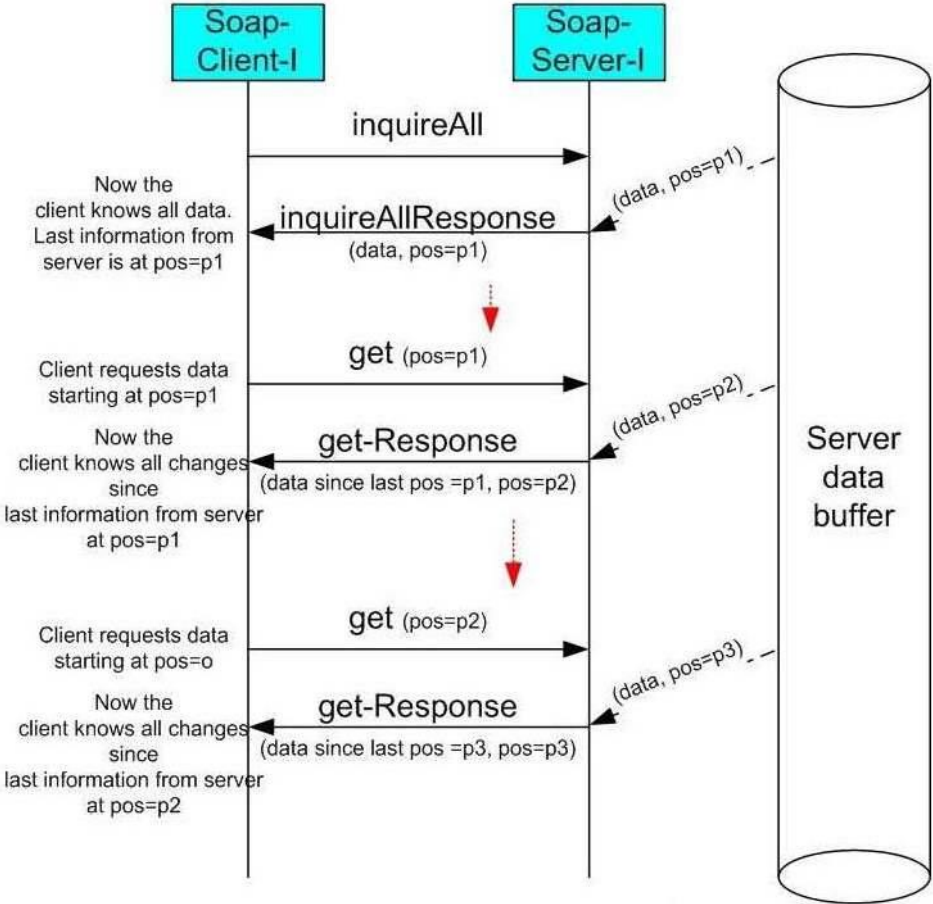 Soap-
Client-I
Soap-
Server-I
inquireAll
(data, pos=p1)
Now the
client knows all data.
Last information from
server is at pos=p1
inquireAllResponse
(data, pos=p1)
get (pos=p1)
Client requests data
starting at pos=p1
(data, pos=p2)
Now the
client knows all changes
since
last information from server
at pos=p1
get-Response
(data since last pos =p1, pos=p2)
Server
data
buffer
get (pos=p2)
Client requests data
starting at pos=o
(data, pos=p3)
Now the
client knows all changes
since
last information from server
at pos=p2
get-Response
(data since last pos =p3, pos=p3)